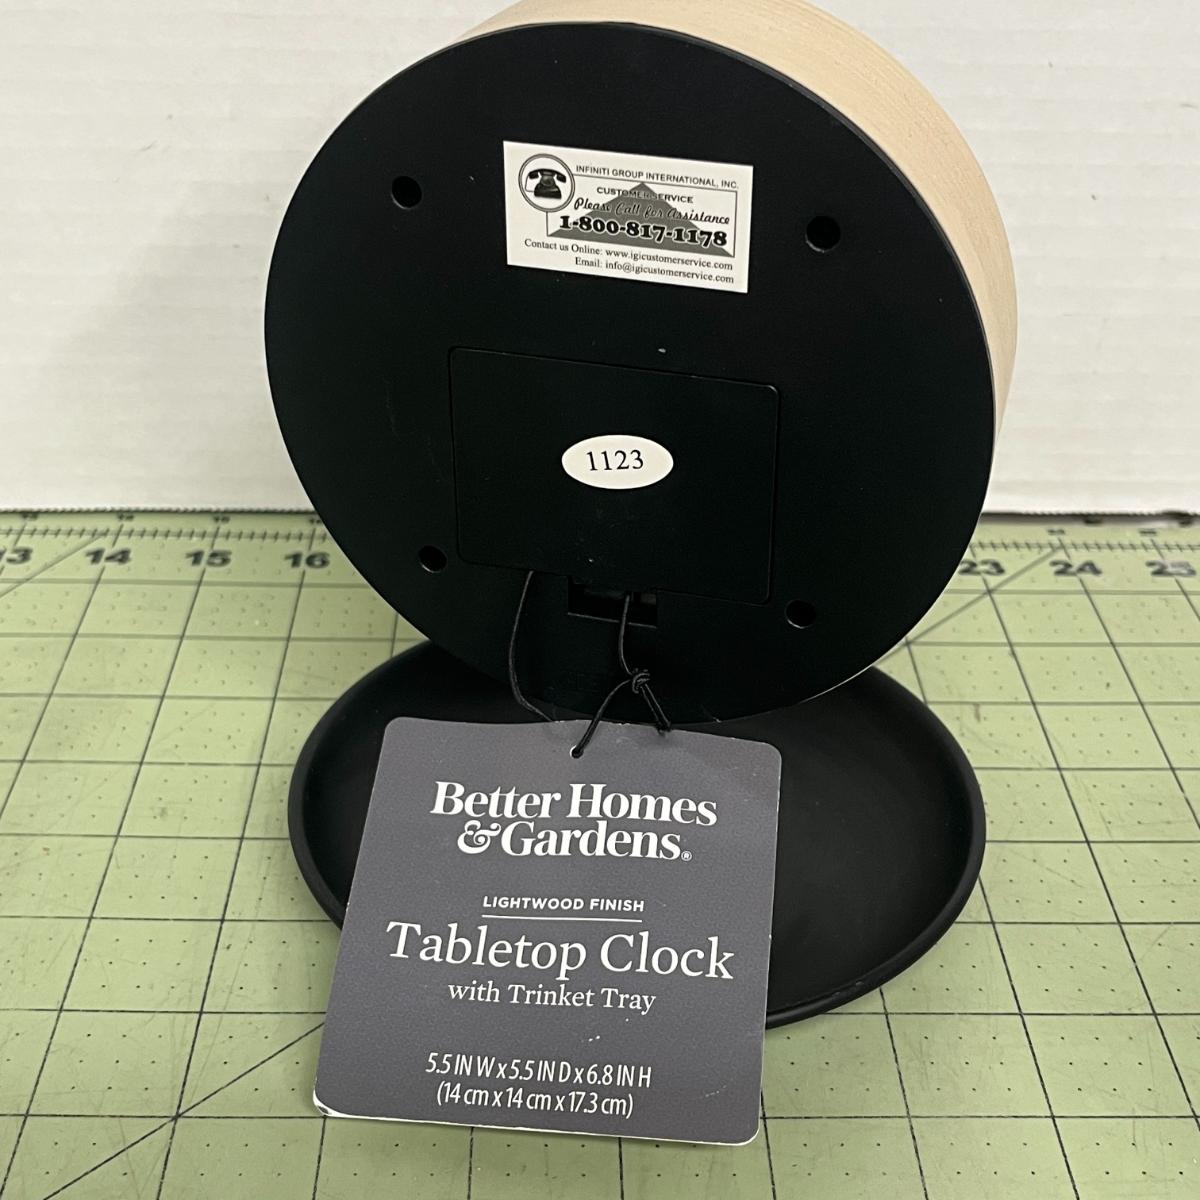 INFINITI GROUP INTERNATIONAL, INC.
CUSTOMER SERVICE
Please Call for Assistance
1-800-817-1178
Contact us Online: www.igicustomerservice.com
Email: info@igicustomerservice.com
1123
13 14 15 16 23 24 25
Better Homes
& Gardens®
LIGHTWOOD FINISH
Tabletop Clock
with Trinket Tray
5.5 IN W x 5.5 IN D x 6.8 IN H
(14 cm x 14 cm x 17.3 cm)